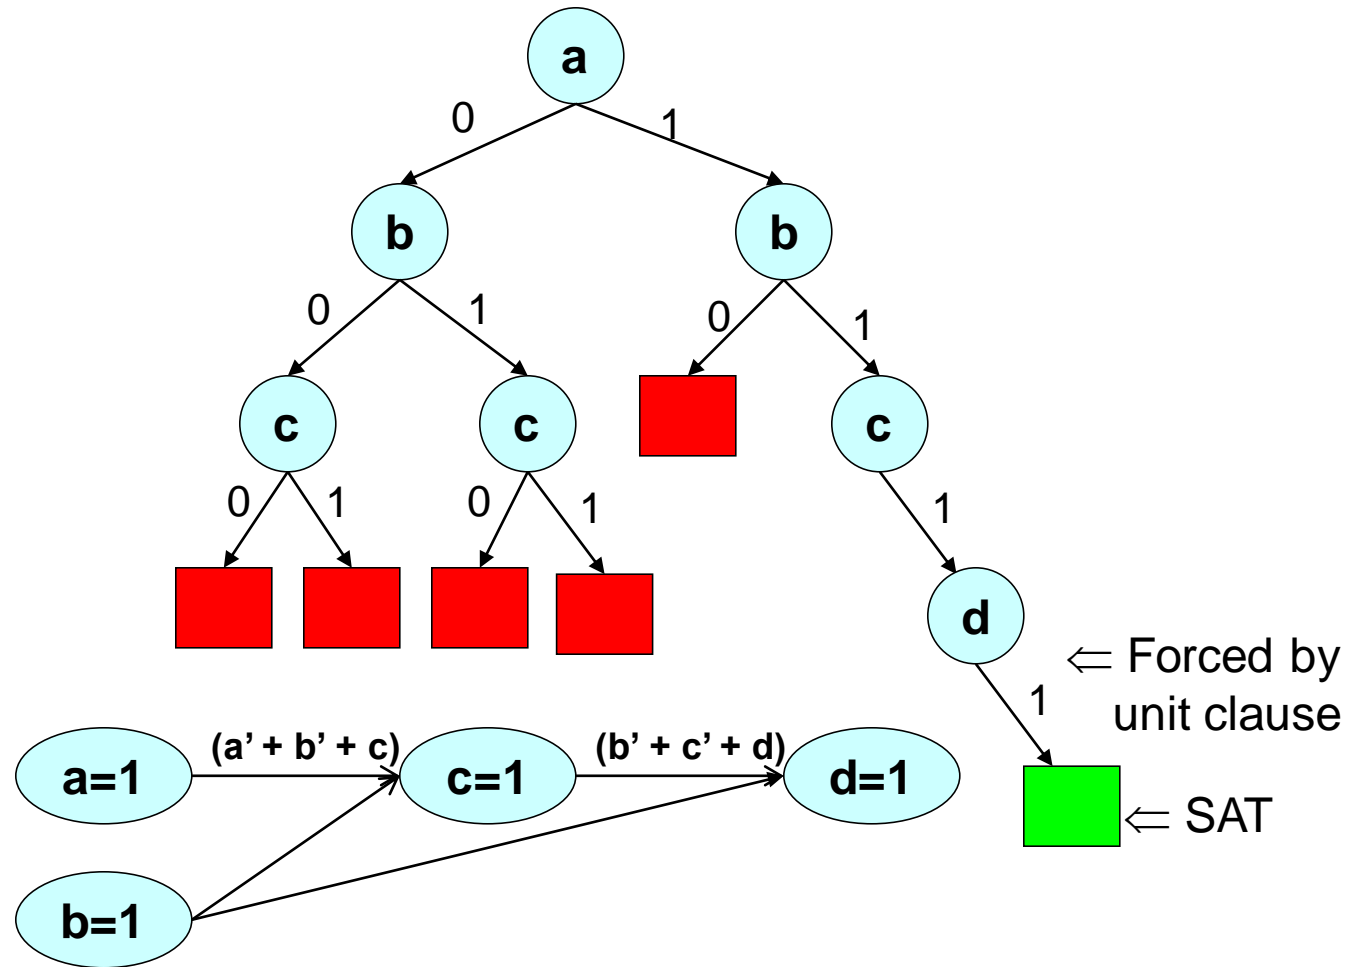 a
0
1
b
b
0
1
0
1
c
c
c
0
1
0
1
1
d
⇐ Forced by
unit clause
1
(a’ + b’ + c)
(b’ + c’ + d)
a=1
c=1
d=1
⇐ SAT
b=1